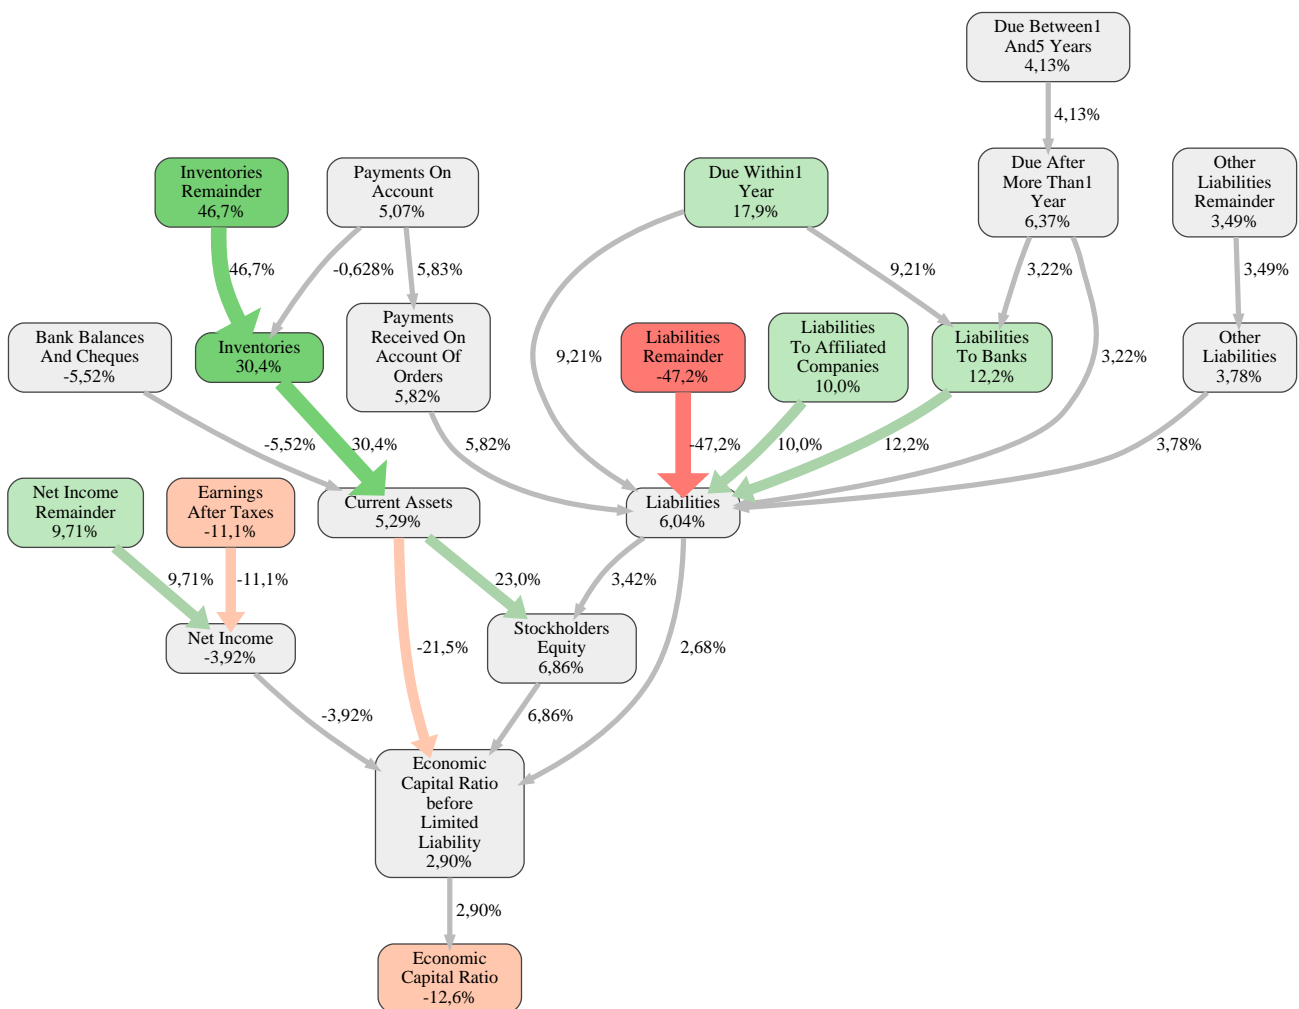 Due Between1
And5 Years
4,13%
4,13%
Inventories
Remainder
46,7%
Payments On
Account
5,07%
Due Within1
Year
17,9%
Due After
More Than1
Year
6,37%
Other
Liabilities
Remainder
3,49%
46,7%
-0,628%
5,83%
9,21%
3,22%
3,49%
Bank Balances
And Cheques
-5,52%
Inventories
30,4%
Payments
Received On
Account Of
Orders
5,82%
9,21%
Liabilities
Remainder
-47,2%
Liabilities
To Affiliated
Companies
10,0%
Liabilities
To Banks
12,2%
3,22%
Other
Liabilities
3,78%
-5,52%
30,4%
5,82%
-47,2%
10,0%
12,2%
3,78%
Net Income
Remainder
9,71%
Earnings
After Taxes
-11,1%
Current Assets
5,29%
Liabilities
6,04%
9,71%
-11,1%
23,0%
3,42%
Net Income
-3,92%
-21,5%
Stockholders
Equity
6,86%
2,68%
-3,92%
6,86%
Economic
Capital Ratio
before
Limited
Liability
2,90%
2,90%
Economic
Capital Ratio
-12,6%